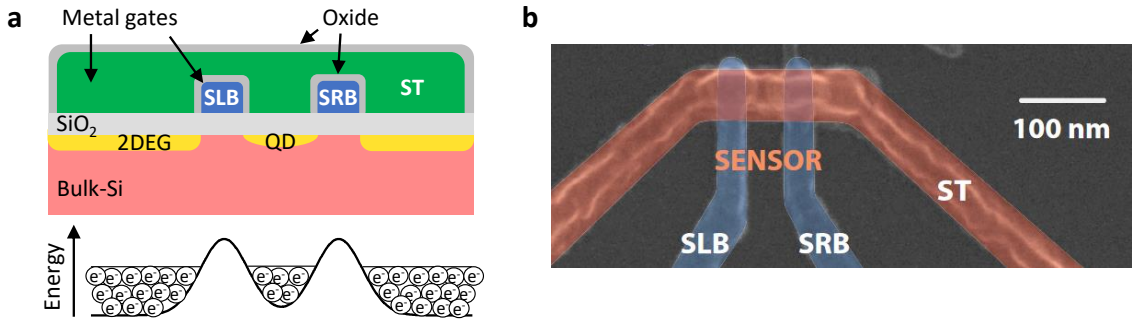 a
Metal gates
Oxide
SLB
SRB
ST
SiO₂
2DEG
QD
Bulk-Si
Energy
e⁻ e⁻ e⁻ e⁻ e⁻ e⁻ e⁻ e⁻ e⁻ e⁻
e⁻ e⁻ e⁻ e⁻ e⁻ e⁻ e⁻ e⁻
e⁻ e⁻ e⁻ e⁻ e⁻ e⁻
b
100 nm
SENSOR
ST
SLB
SRB